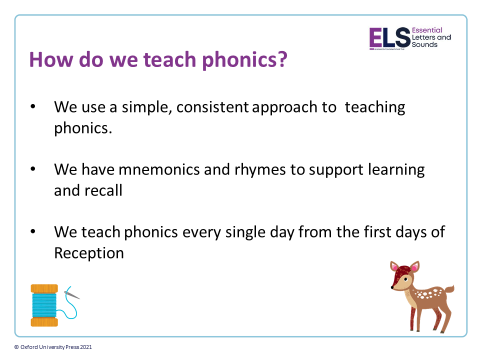 ELS Essential
Letters and
Sounds
How do we teach phonics?
• We use a simple, consistent approach to teaching
phonics.
• We have mnemonics and rhymes to support learning
and recall
• We teach phonics every single day from the first days of
Reception
© Oxford University Press 2021